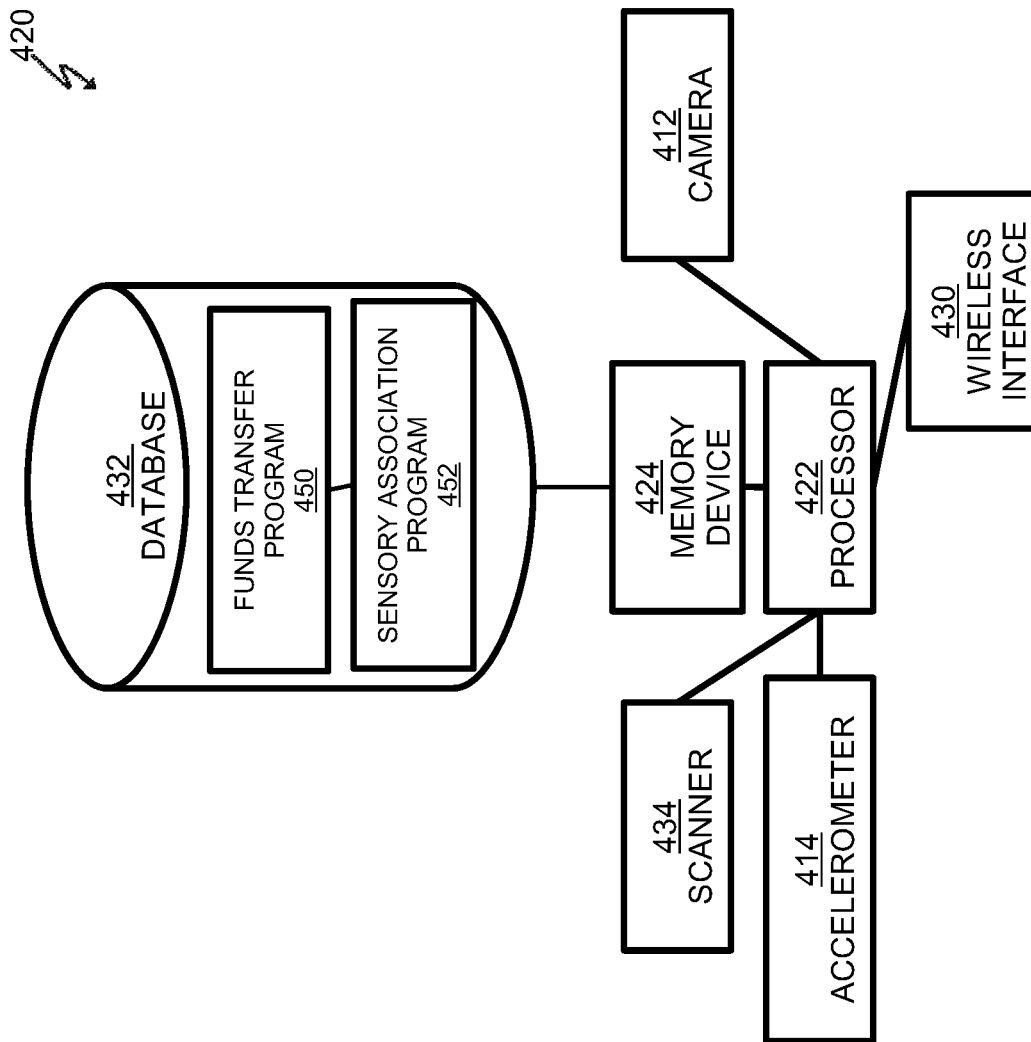 420
432
DATABASE
FUNDS TRANSFER
PROGRAM
450
SENSORY ASSOCIATION
PROGRAM
452
412
CAMERA
424
MEMORY
DEVICE
434
SCANNER
422
PROCESSOR
414
ACCELEROMETER
430
WIRELESS
INTERFACE